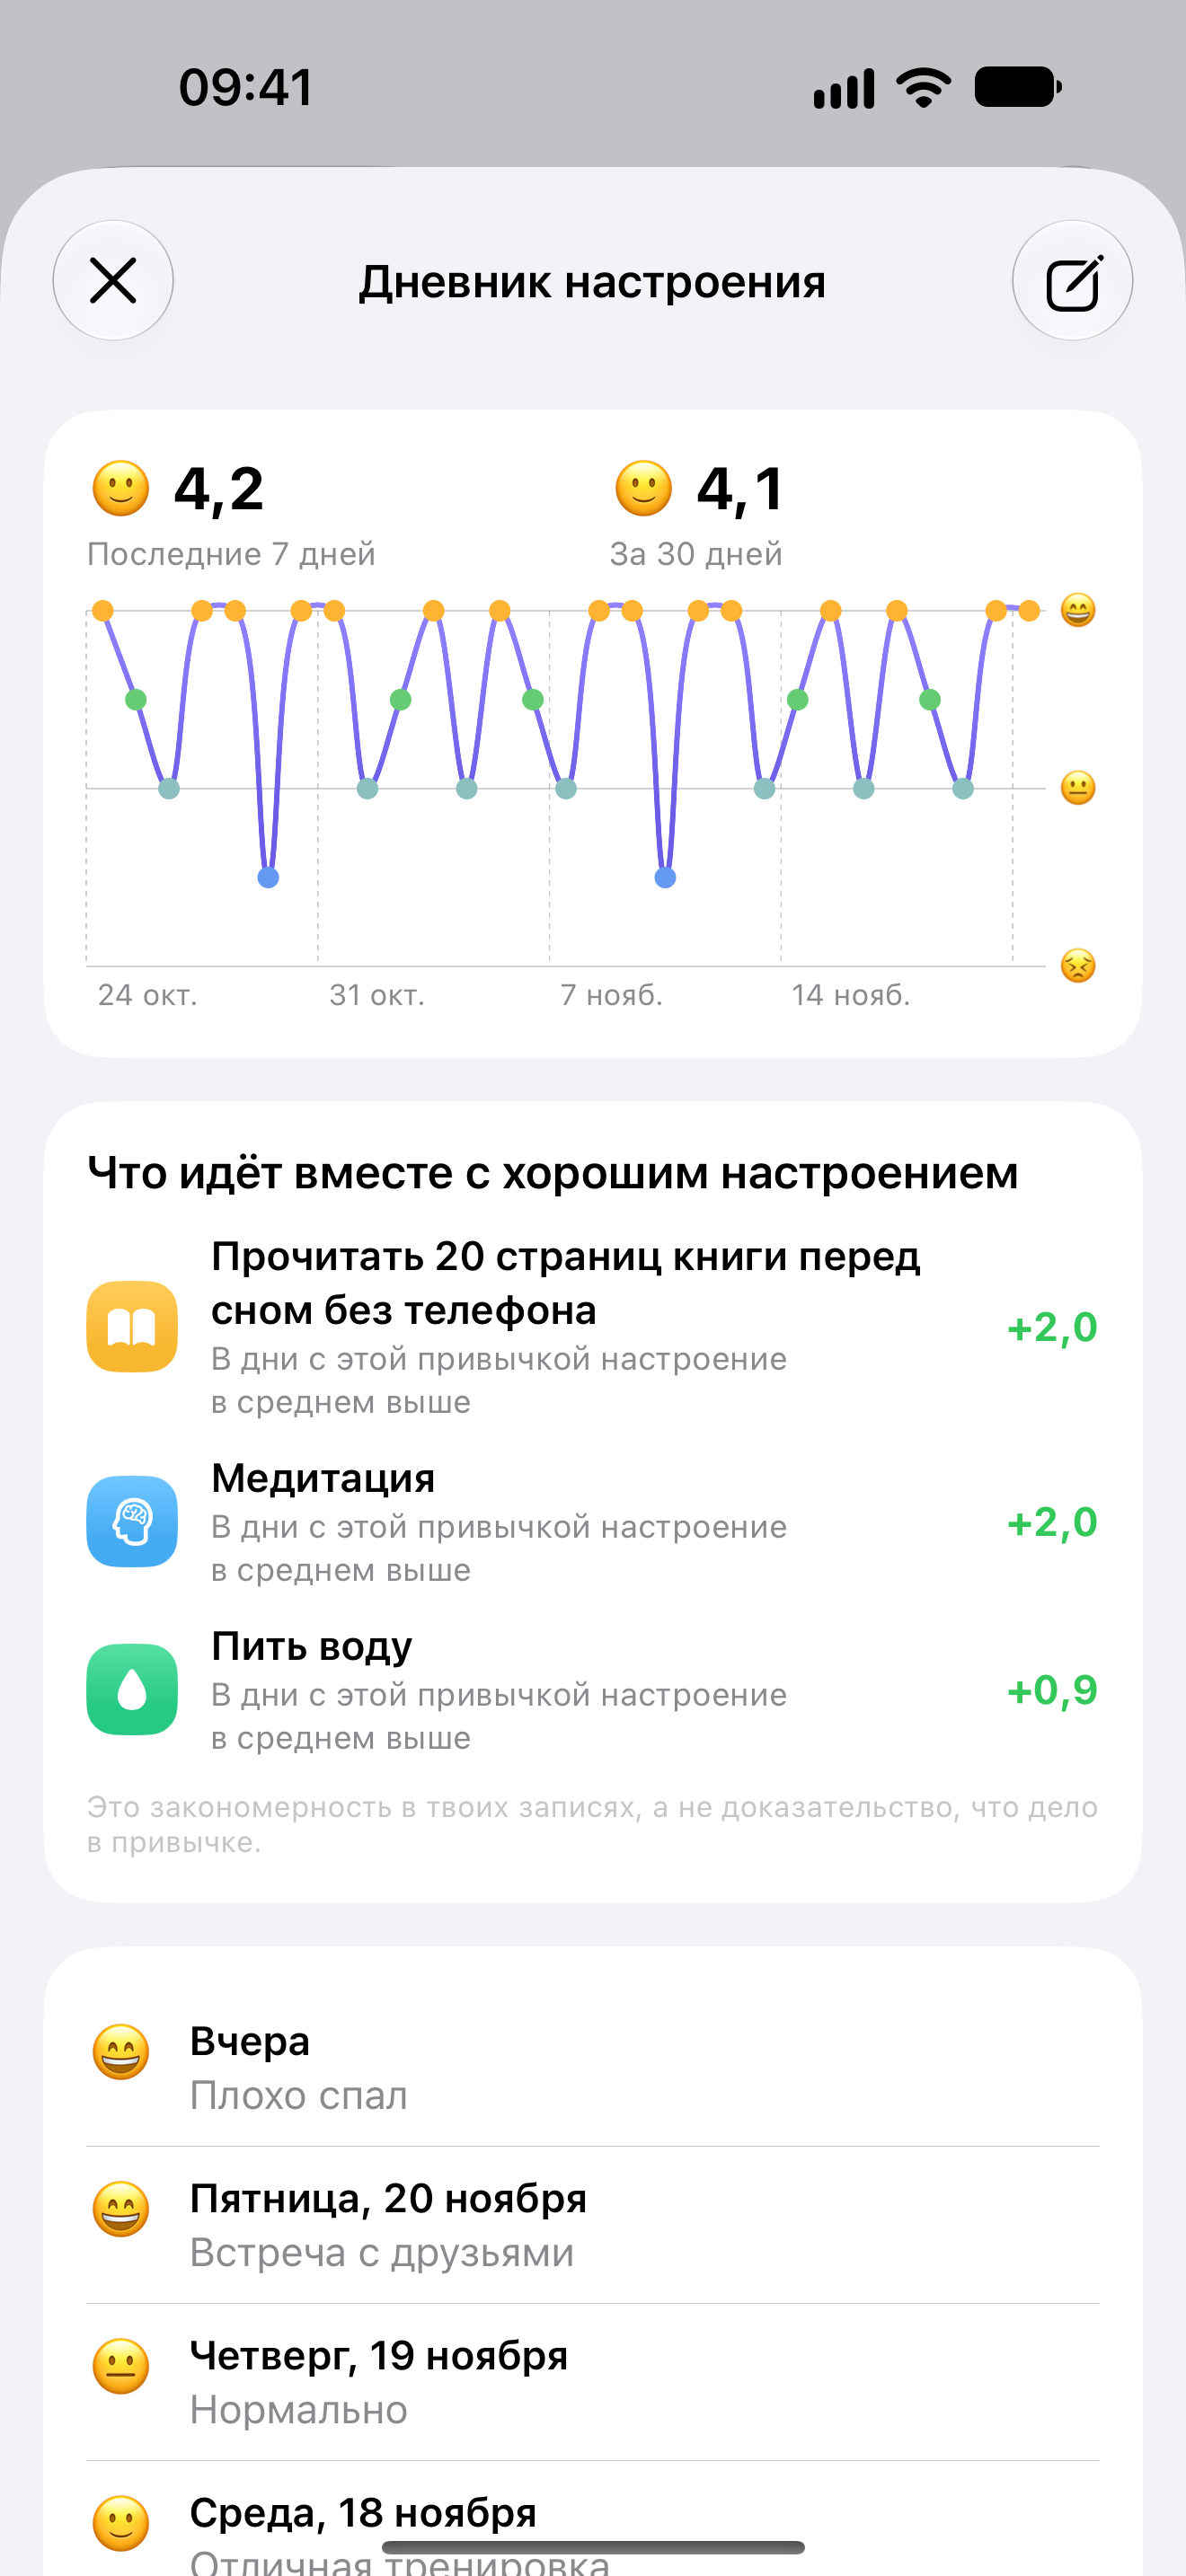 09:41
Дневник настроения
4,2
4,1
Последние 7 дней
За 30 дней
24 окт.
31 окт.
7 нояб.
14 нояб.
Что идёт вместе с хорошим настроением
Прочитать 20 страниц книги перед
сном без телефона
В дни с этой привычкой настроение
в среднем выше
+2,0
Медитация
В дни с этой привычкой настроение
в среднем выше
+2,0
Пить воду
В дни с этой привычкой настроение
в среднем выше
+0,9
Это закономерность в твоих записях, а не доказательство, что дело
в привычке.
Вчера
Плохо спал
Пятница, 20 ноября
Встреча с друзьями
Четверг, 19 ноября
Нормально
Среда, 18 ноября
Отличная тренировка